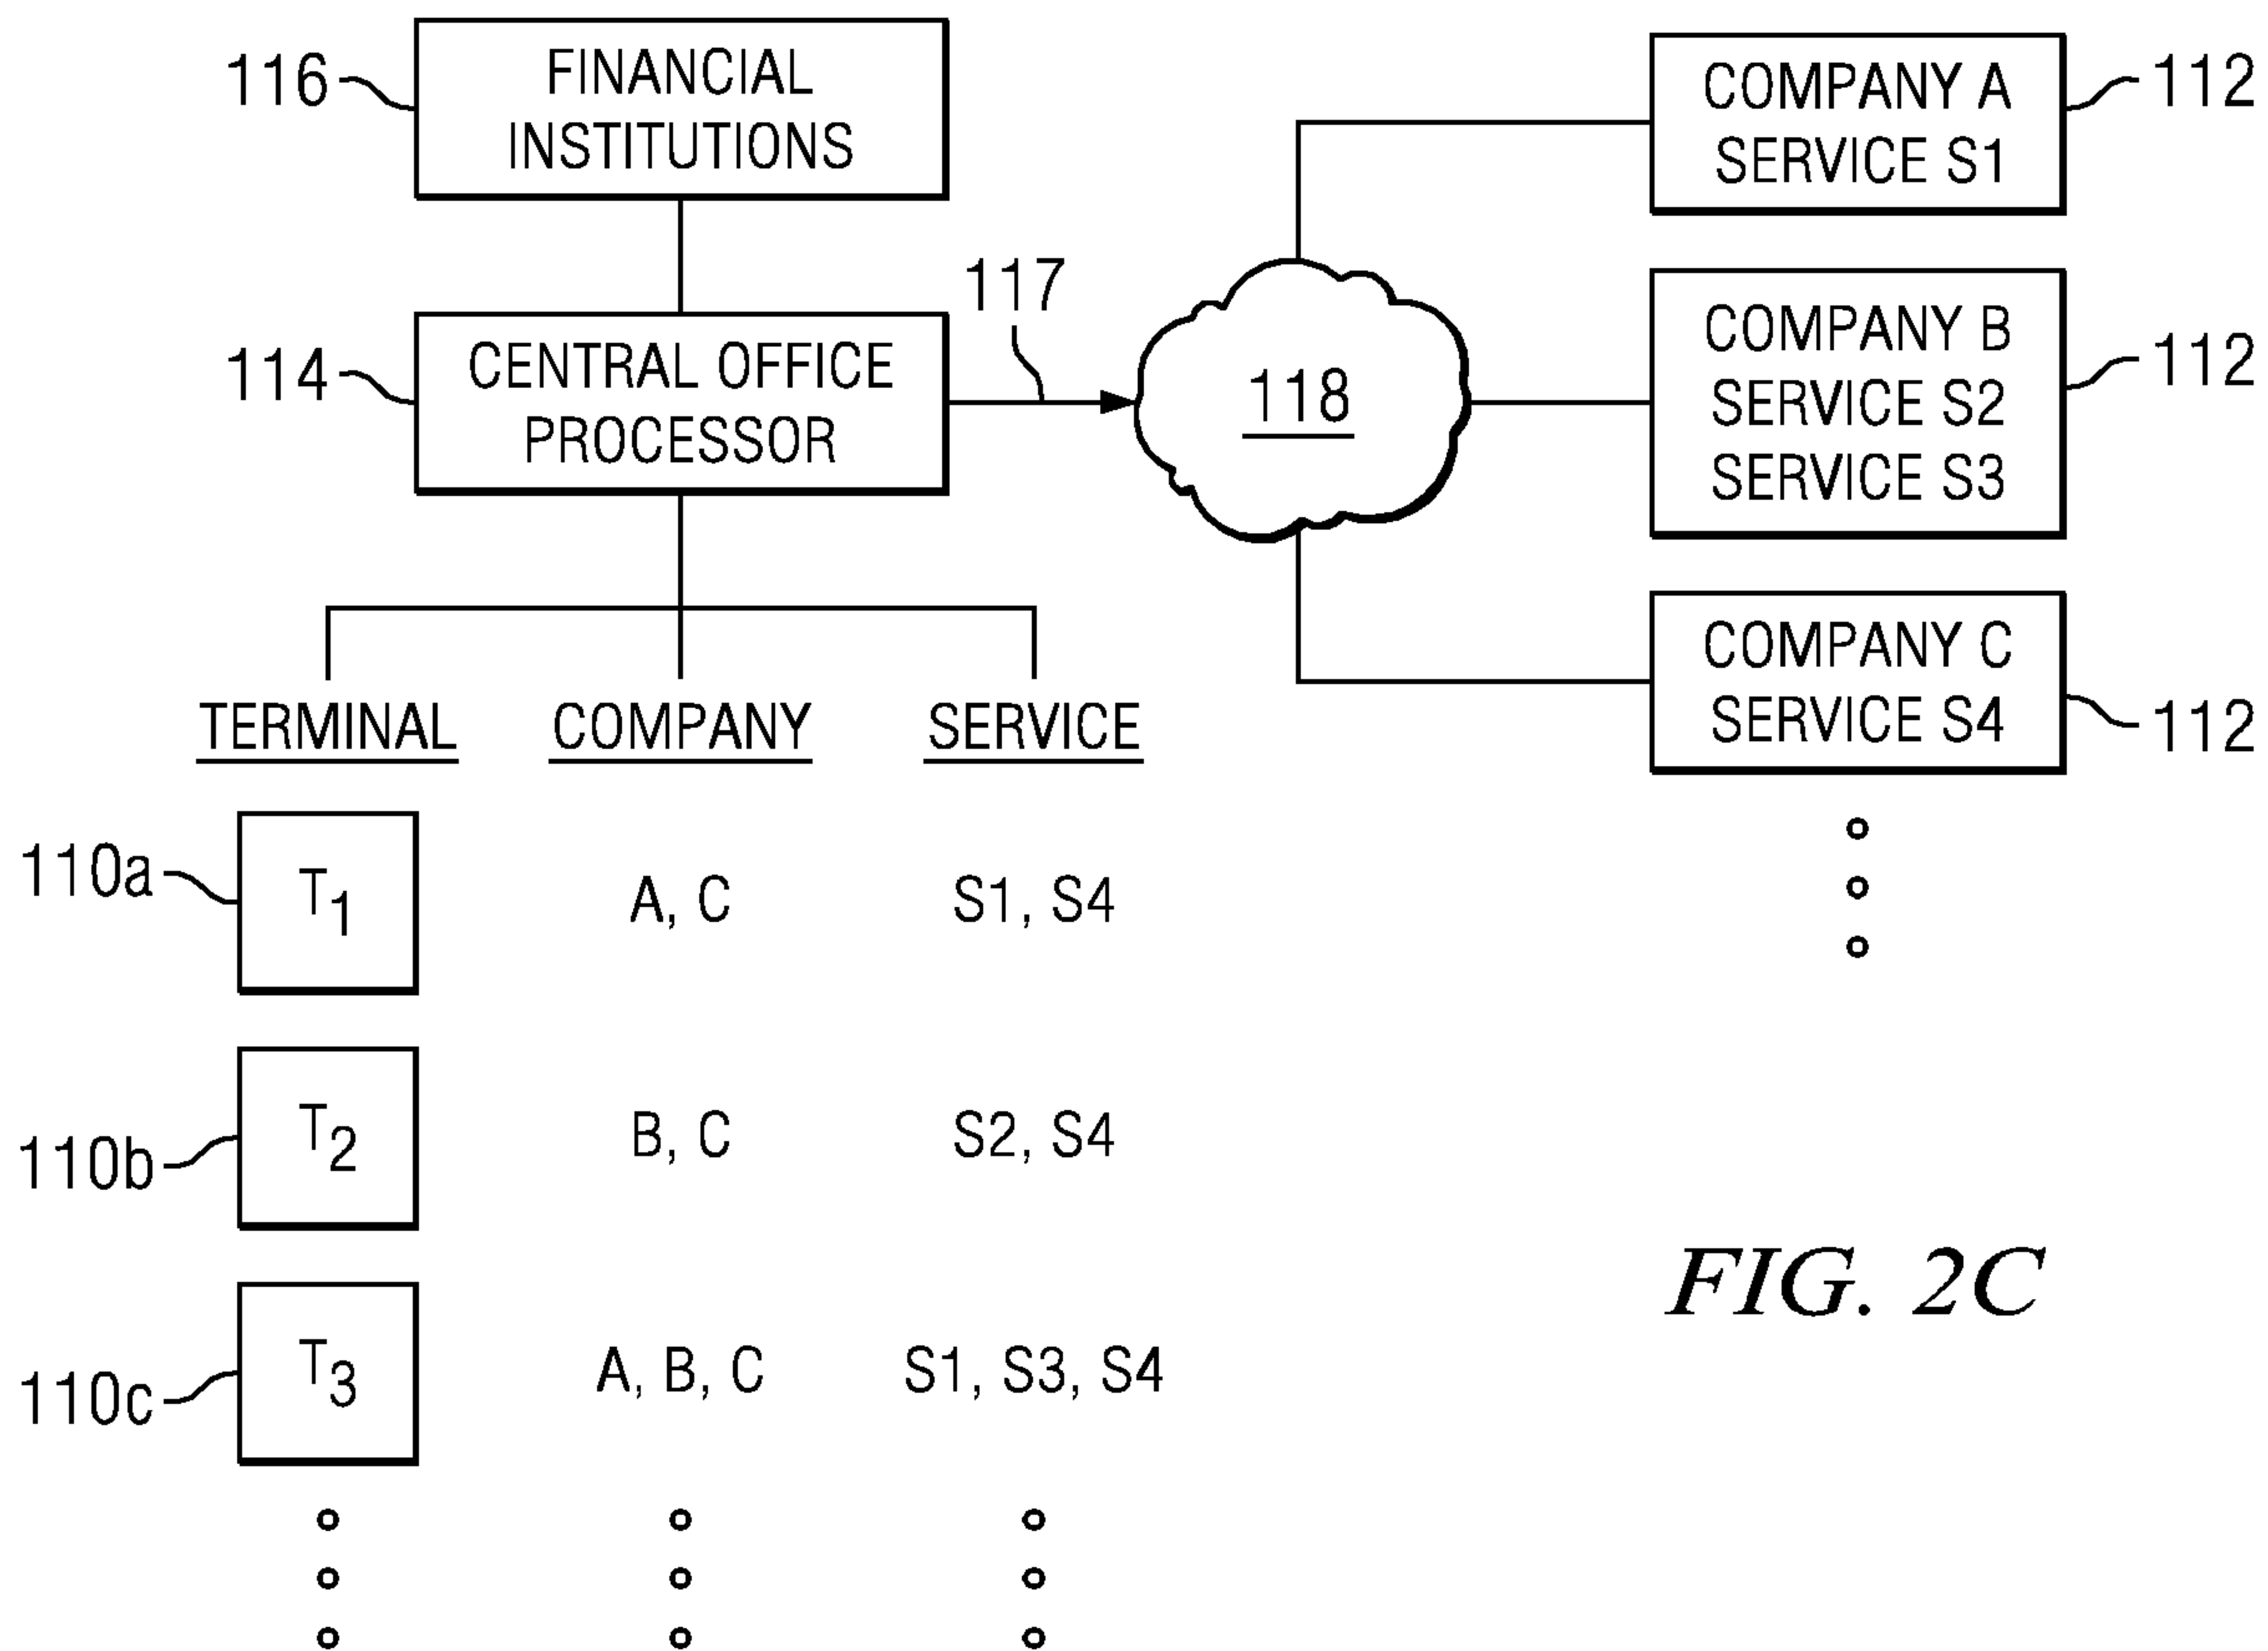 116
FINANCIAL
INSTITUTIONS
114
CENTRAL OFFICE
PROCESSOR
117
118
COMPANY A
SERVICE S1
112
COMPANY B
SERVICE S2
SERVICE S3
112
COMPANY C
SERVICE S4
112
TERMINAL COMPANY SERVICE
110a T1 A, C S1, S4
110b T2 B, C S2, S4
110c T3 A, B, C S1, S3, S4
FIG. 2C